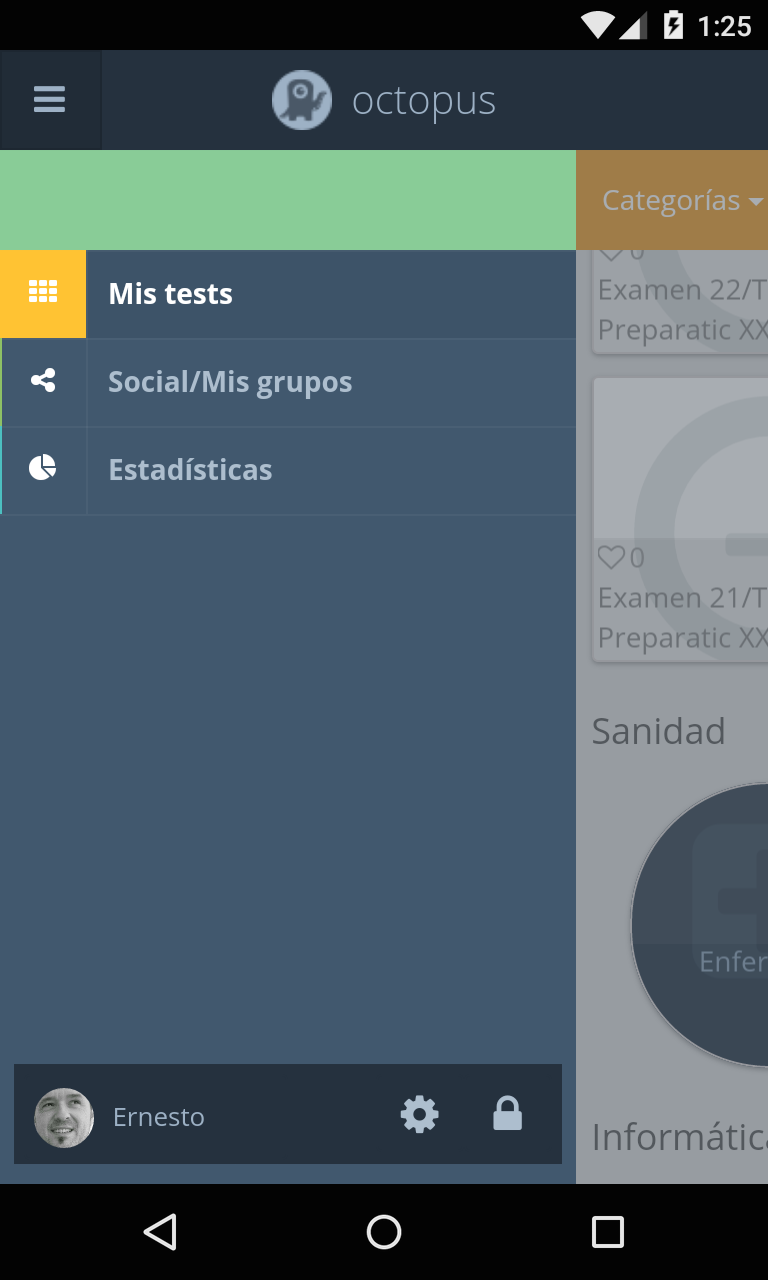 1:25
octopus
Categorías
Mis tests
Social/Mis grupos
Estadísticas
0
Examen 22/T
Preparatic XX
0
Examen 21/T
Preparatic XX
Sanidad
Enfer
Informática
Ernesto